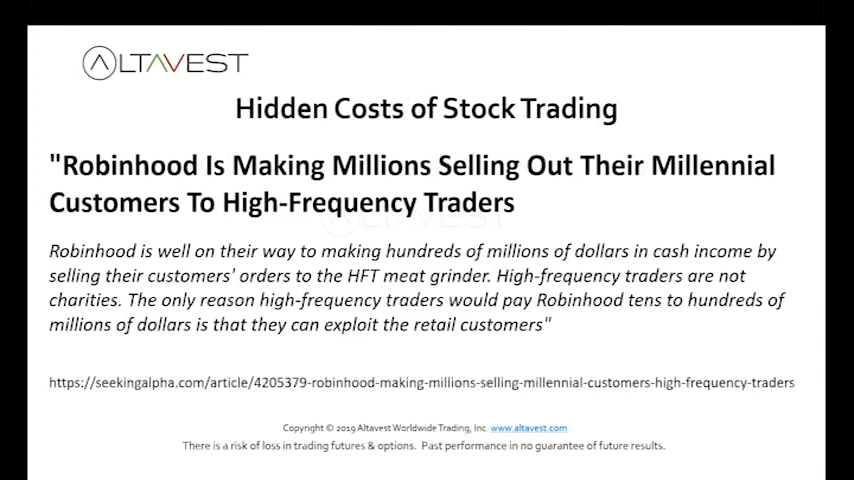 ALTAVEST
Hidden Costs of Stock Trading
"Robinhood Is Making Millions Selling Out Their Millennial
Customers To High-Frequency Traders
ALTAVEST
Robinhood is well on their way to making hundreds of millions of dollars in cash income by
selling their customers' orders to the HFT meat grinder. High-frequency traders are not
charities. The only reason high-frequency traders would pay Robinhood tens to hundreds of
millions of dollars is that they can exploit the retail customers"
https://seekingalpha.com/article/4205379-robinhood-making-millions-selling-millennial-customers-high-frequency-traders
Copyright © 2019 Altavest Worldwide Trading, Inc. www.altavest.com
There is a risk of loss in trading futures & options. Past performance in no guarantee of future results.